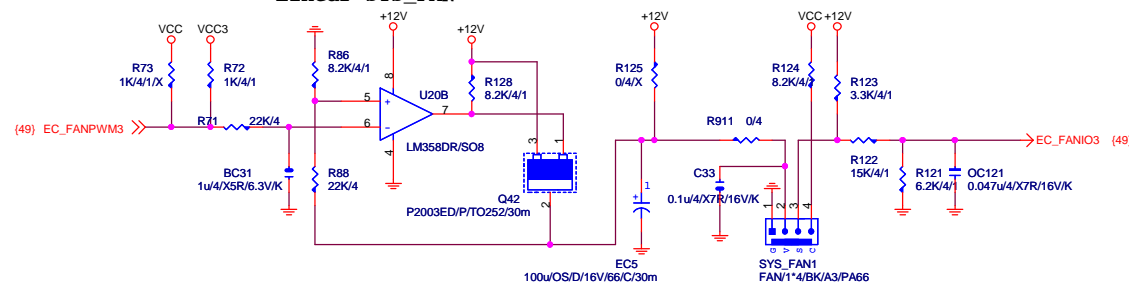 +12V
+12V
+12V
VCC
VCC3
VCC
+12V
R73
1K/4/1/X
R72
1K/4/1
R86
8.2K/4/1
8
U20B
R128
8.2K/4/1
R125
0/4/X
R124
8.2K/4/1
R123
3.3K/4/1
5
+
6
-
7
4
LM358DR/SO8
{49} EC_FANPWM3
R71
22K/4
3
1
R911
0/4
EC_FANIO3
{49}
BC31
1u/4/X5R/6.3V/K
R88
22K/4
Q42
P2003ED/P/TO252/30m
2
C33
0.1u/4/X7R/16V/K
R122
15K/4/1
R121
6.2K/4/1
OC121
0.047u/4/X7R/16V/K
+
1
1
2
3
4
G
V
S
C
EC5
100u/OS/D/16V/66/C/30m
SYS_FAN1
FAN/1*4/BK/A3/PA66